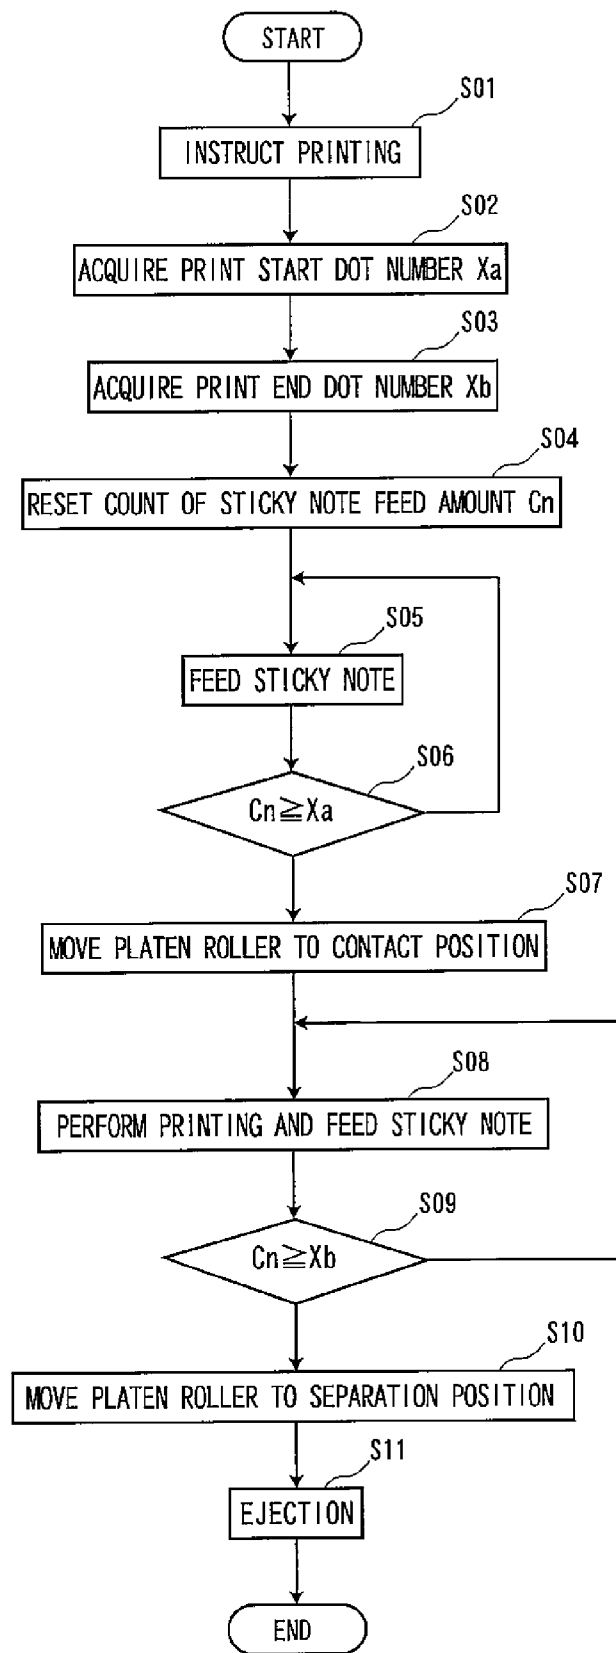 START
S01
INSTRUCT PRINTING
S02
ACQUIRE PRINT START DOT NUMBER Xa
S03
ACQUIRE PRINT END DOT NUMBER Xb
S04
RESET COUNT OF STICKY NOTE FEED AMOUNT Cn
S05
FEED STICKY NOTE
S06
Cn≧Xa
S07
MOVE PLATEN ROLLER TO CONTACT POSITION
S08
PERFORM PRINTING AND FEED STICKY NOTE
S09
Cn≧Xb
S10
MOVE PLATEN ROLLER TO SEPARATION POSITION
S11
EJECTION
END